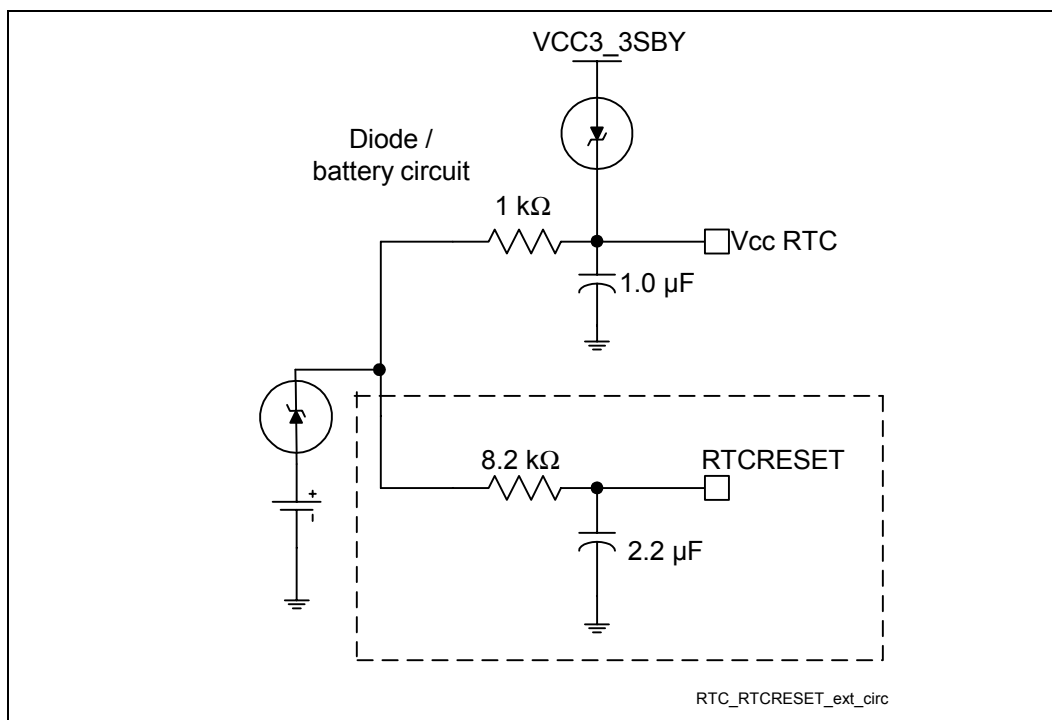 VCC3_3SBY
Diode /
battery circuit
1 kΩ
Vcc RTC
1.0 µF
8.2 kΩ
RTCRESET
+
-
2.2 µF
RTC_RTCRESET_ext_circ